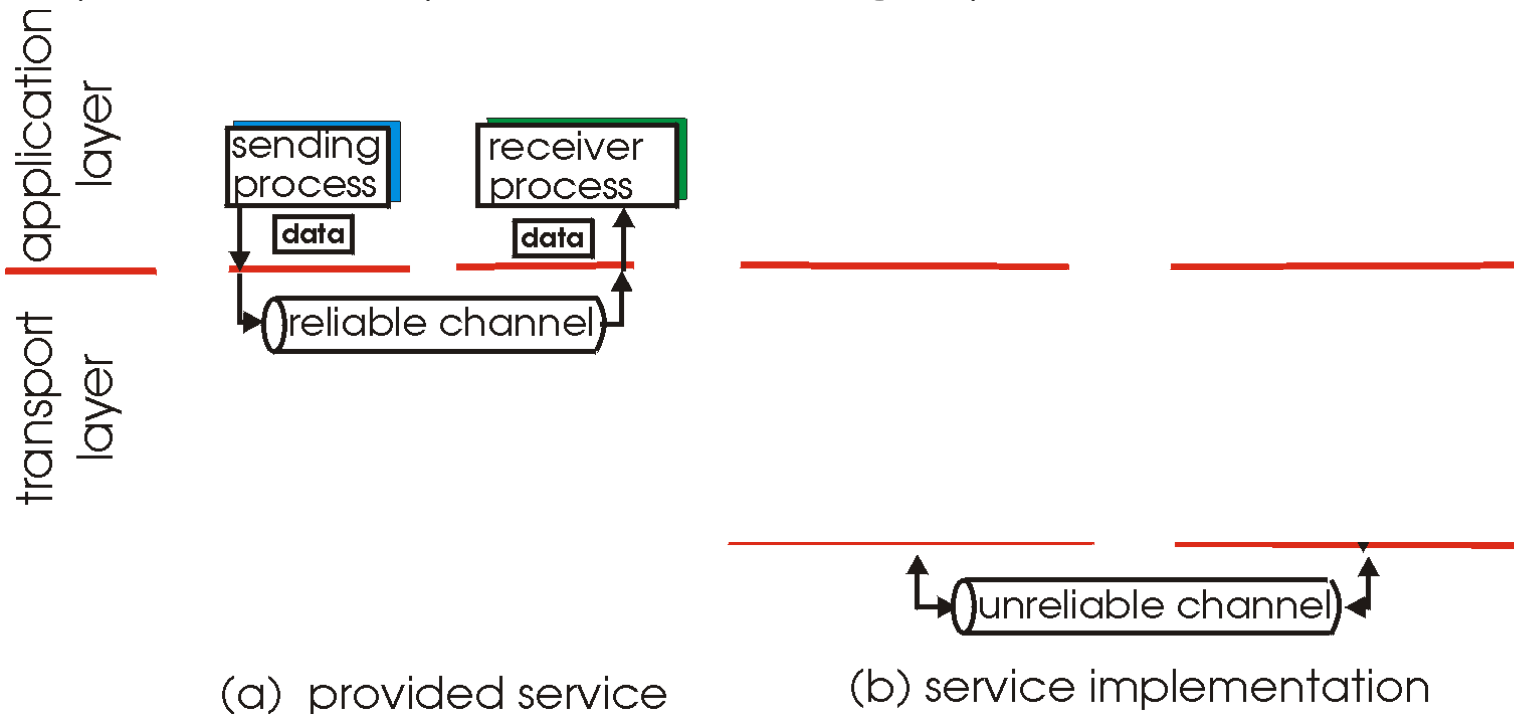 application
layer
sending
process
receiver
process
data
data
reliable channel
transport
layer
unreliable channel
(a) provided service
(b) service implementation